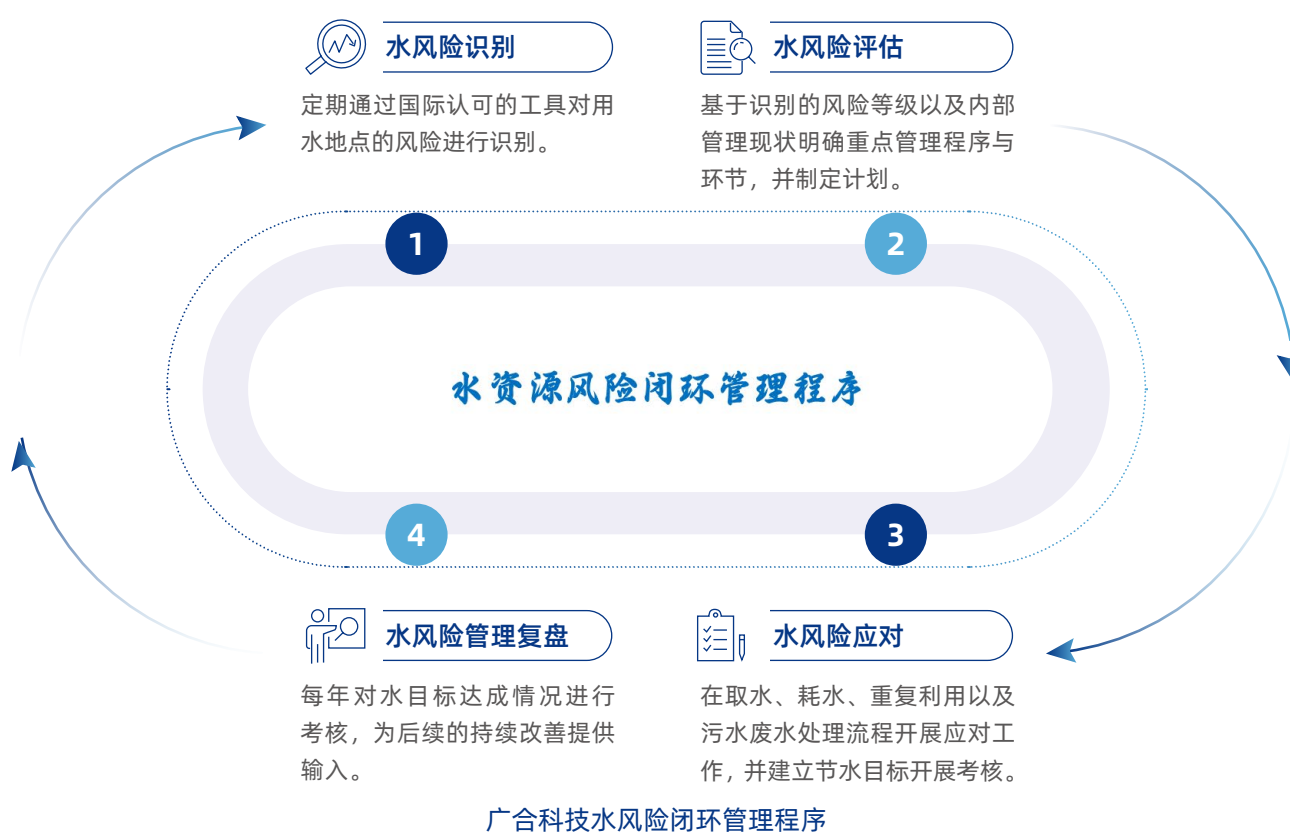 水风险识别
定期通过国际认可的工具对用
水地点的风险进行识别。
水风险评估
基于识别的风险等级以及内部
管理现状明确重点管理程序与
环节，并制定计划。
1
2
水资源风险闭环管理程序
4
3
水风险管理复盘
每年对水目标达成情况进行
考核，为后续的持续改善提供
输入。
水风险应对
在取水、耗水、重复利用以及
污水废水处理流程开展应对工
作，并建立节水目标开展考核。
广合科技水风险闭环管理程序